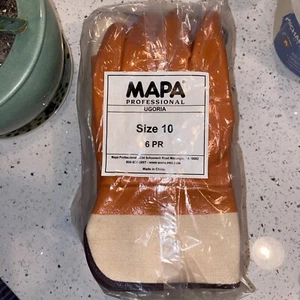 MAPA®
PROFESSIONAL
UGORIA
Size 10
6 PR
Made in China